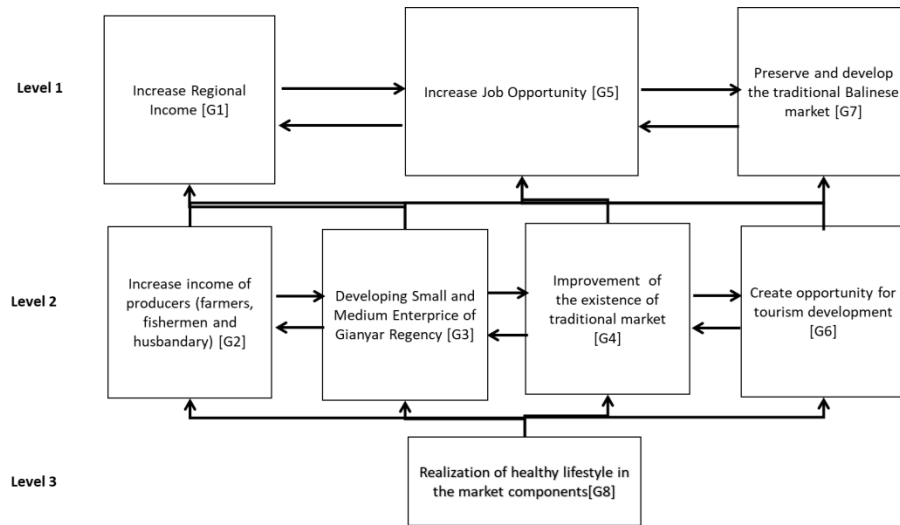 Level 1
Increase Regional
Income [G1]
Increase Job Opportunity [G5]
Preserve and develop
the traditional Balinese
market [G7]
Level 2
Increase income of
producers (farmers,
fishermen and
husbandary) [G2]
Developing Small and
Medium Enterprice of
Gianyar Regency [G3]
Improvement of
the existence of
traditional market
[G4]
Create opportunity for
tourism development
[G6]
Level 3
Realization of healthy lifestyle in
the market components[G8]